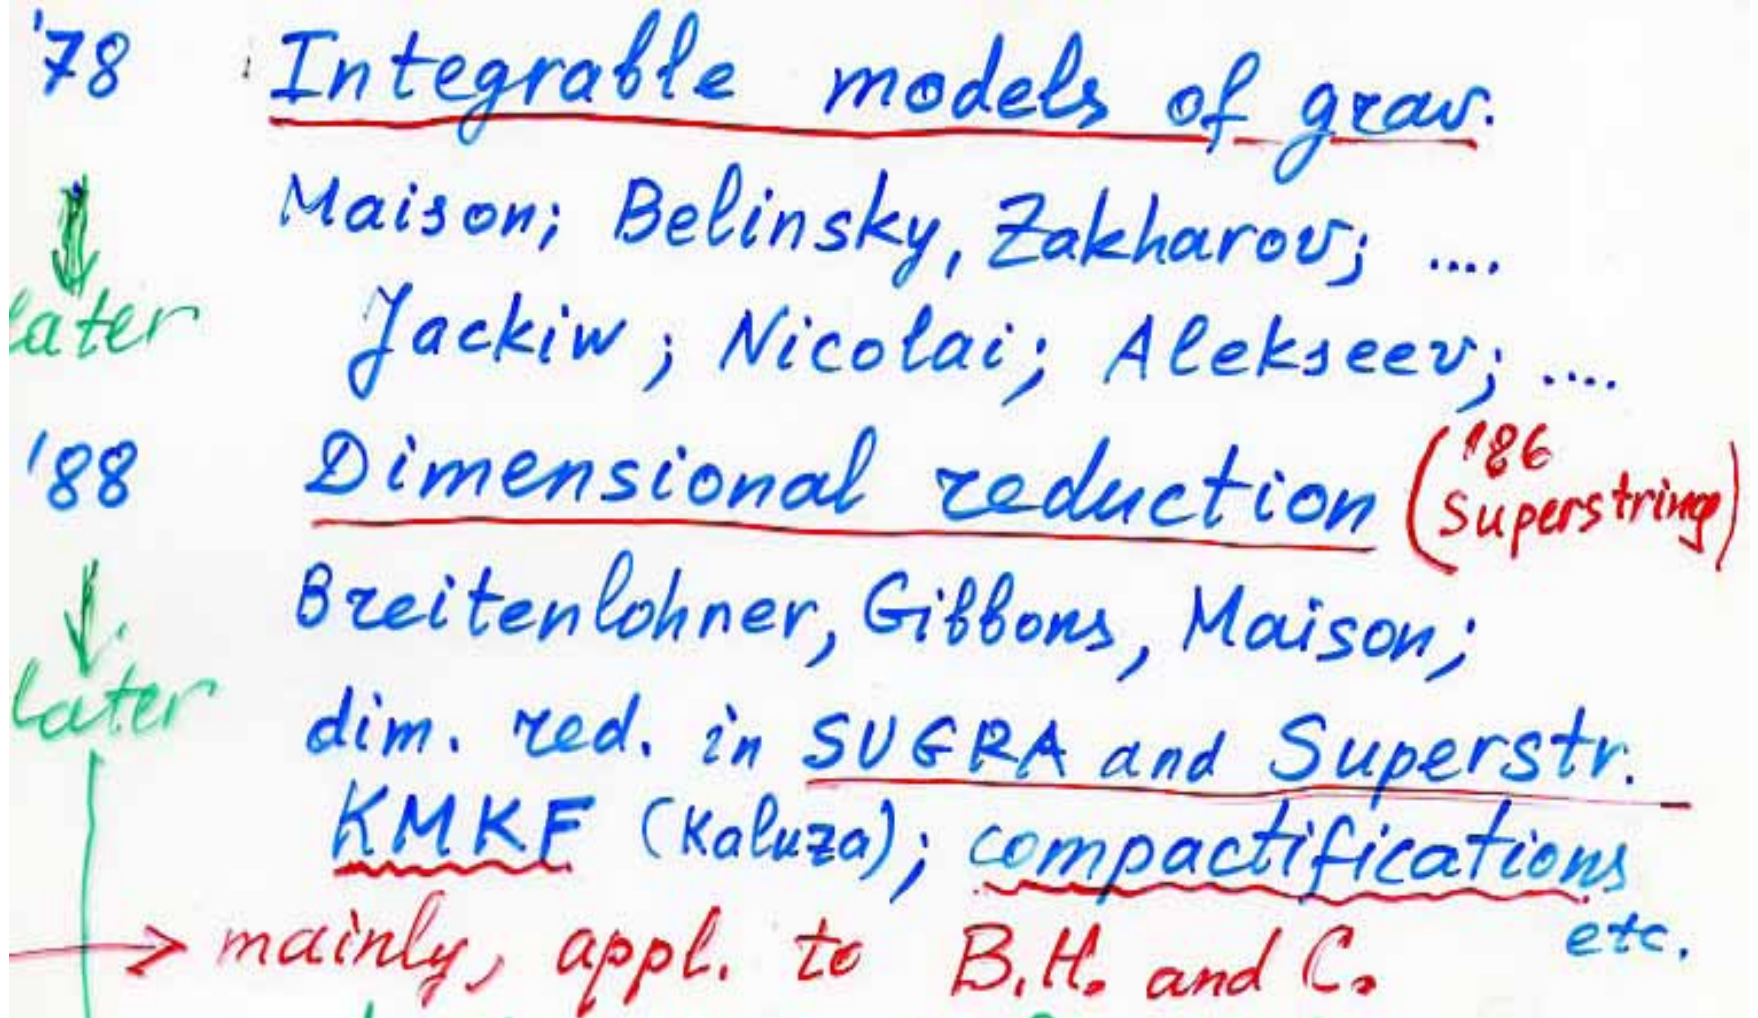 '78 Integrable models of grav.
Maison; Belinsky, Zakharov; ....
later Jackiw; Nicolai; Alekseev; ....
'88 Dimensional reduction ('86 Superstring)
Breitenlohner, Gibbons, Maison;
Later dim. red. in SUGRA and Superstr.
KMKF (Kaluza); compactifications
etc.
→ mainly, appl. to B.H. and C.